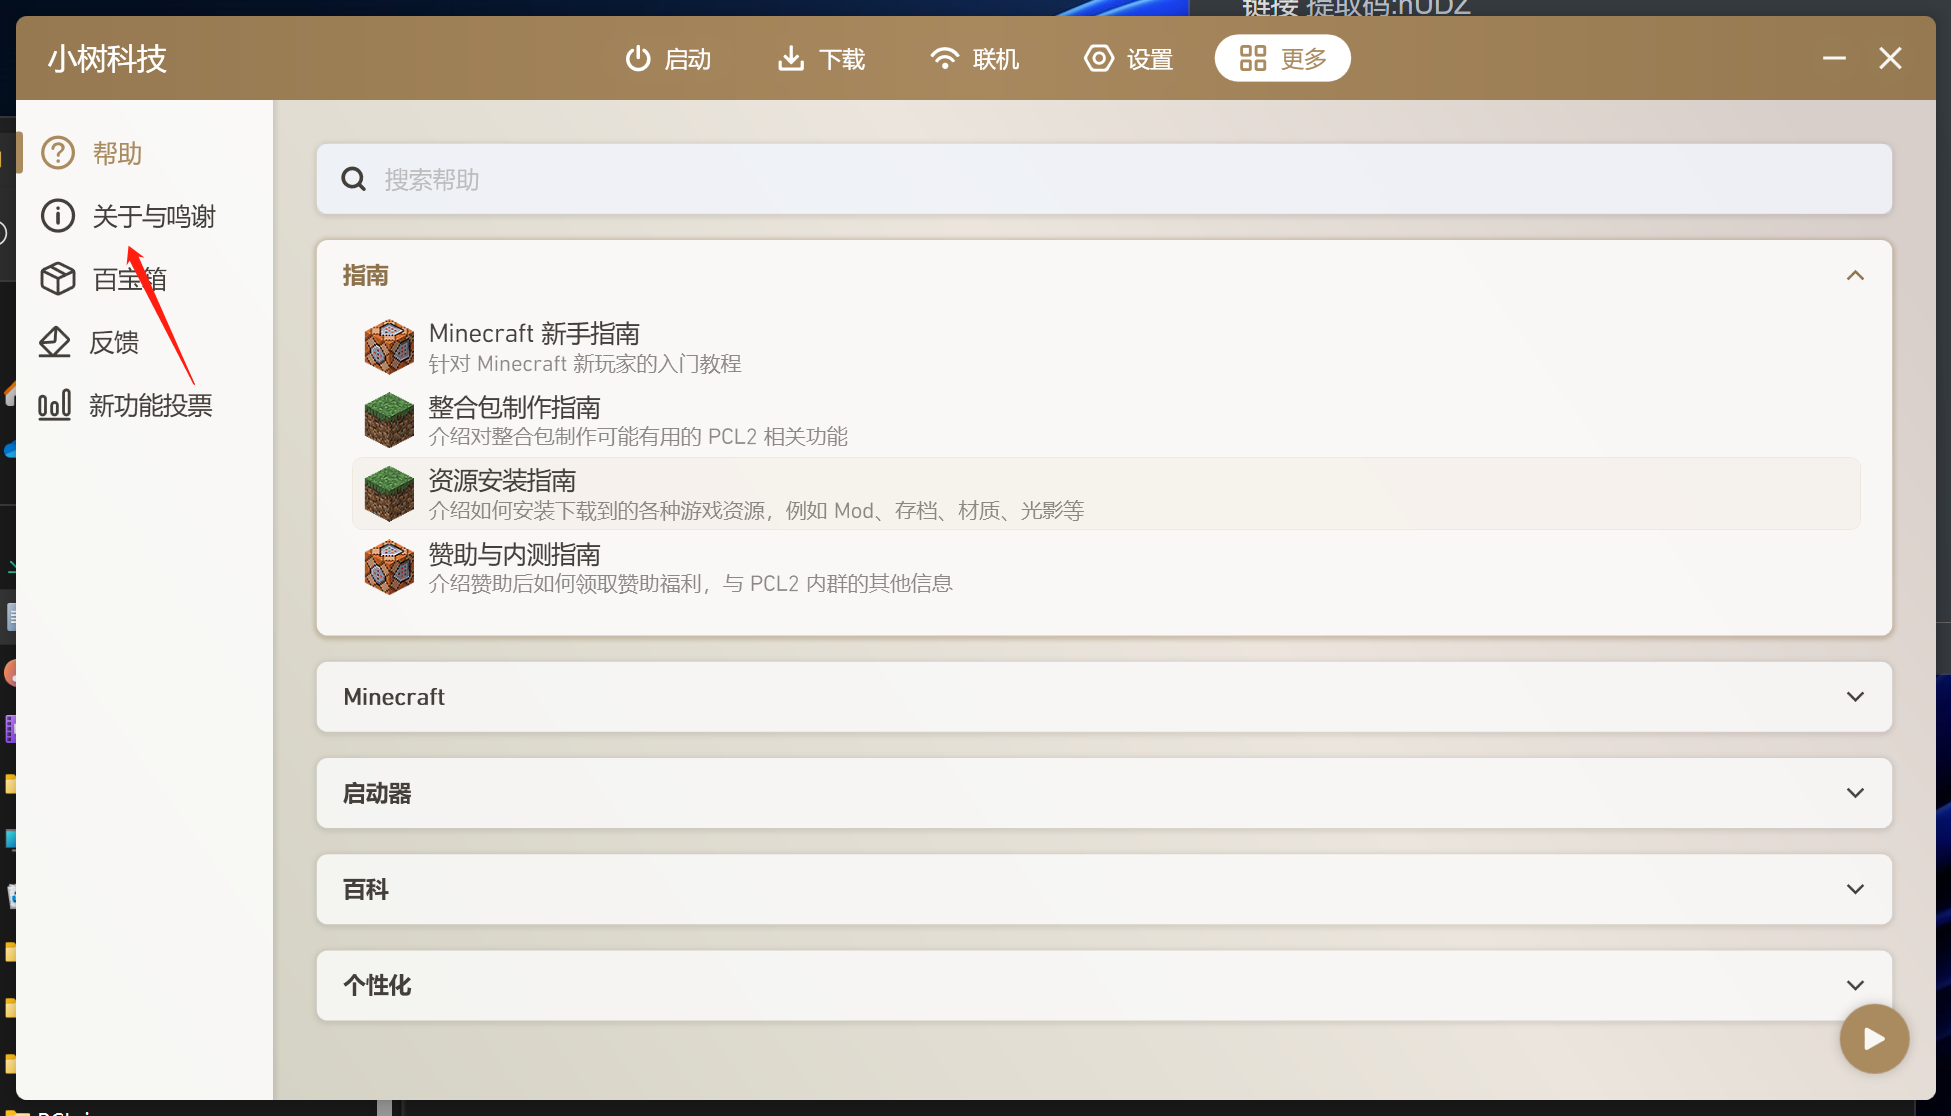 链接 提取码:nUDZ
小树科技
启动
下载
联机
设置
更多
帮助
关于与鸣谢
百宝箱
反馈
新功能投票
搜索帮助
指南
Minecraft 新手指南
针对 Minecraft 新玩家的入门教程
整合包制作指南
介绍对整合包制作可能有用的 PCL2 相关功能
资源安装指南
介绍如何安装下载到的各种游戏资源，例如 Mod、存档、材质、光影等
赞助与内测指南
介绍赞助后如何领取赞助福利，与 PCL2 内群的其他信息
Minecraft
启动器
百科
个性化